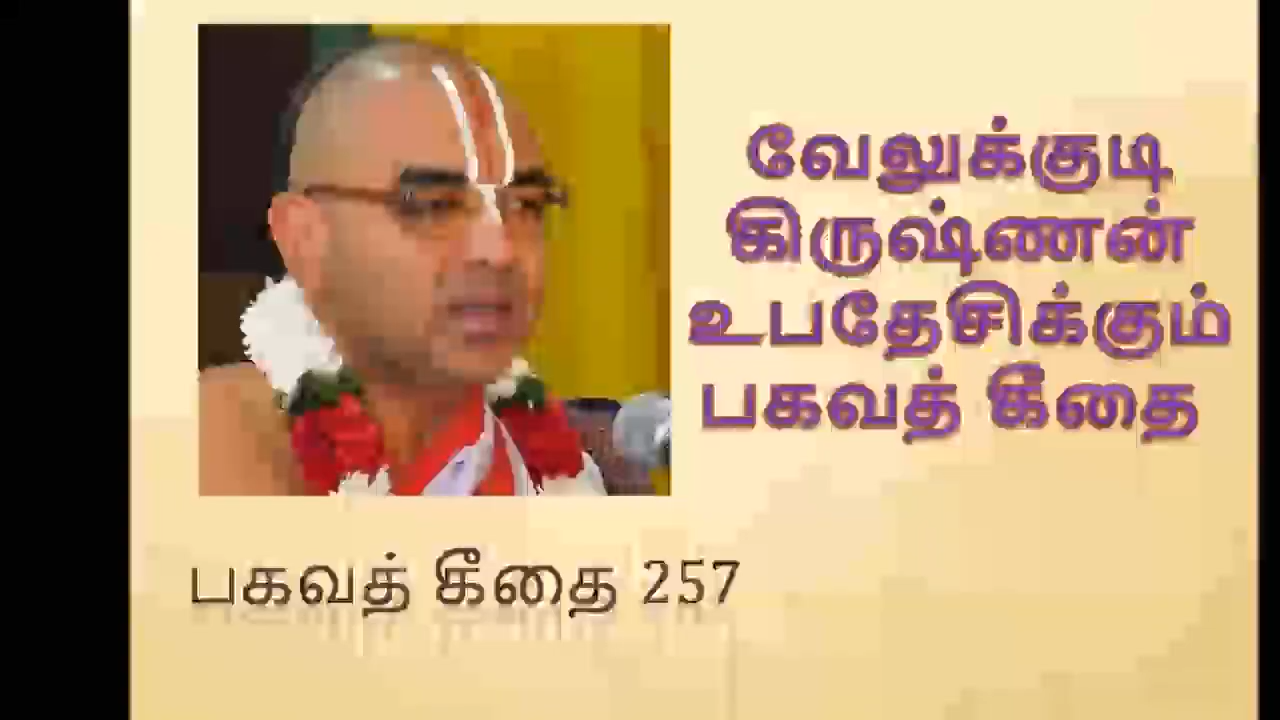 வேலுக்குடி
கிருஷ்ணன்
உபதேசிக்கும்
பகவத் கீதை
பகவத் கீதை 257